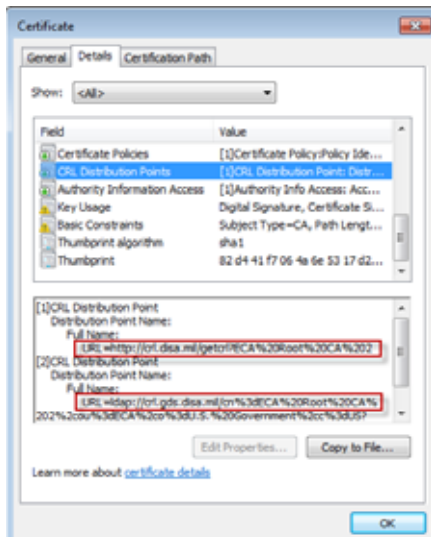 Certificate
General Details Certification Path
Show: <All>
Field Value
Certificate Policies [1]Certificate Policy:Policy Ide...
CRL Distribution Points [1]CRL Distribution Point: Distr...
Authority Information Access [1]Authority Info Access: Acc...
Key Usage Digital Signature, Certificate Si...
Basic Constraints Subject Type=CA, Path Lengt...
Thumbprint algorithm sha1
Thumbprint 82 d4 41 f7 06 4a 6e 53 17 d2...
[1]CRL Distribution Point
Distribution Point Name:
Full Name:
URL=http://crl.disa.mil/getcrl?ECA%20Root%20CA%202
[2]CRL Distribution Point
Distribution Point Name:
Full Name:
URL=ldap://crl.gds.disa.mil/cn%3dECA%20Root%20CA%
202%2cou%3dECA%2co%3dU.S.%20Government%2cc%3dUS?
Edit Properties... Copy to File...
Learn more about certificate details
OK